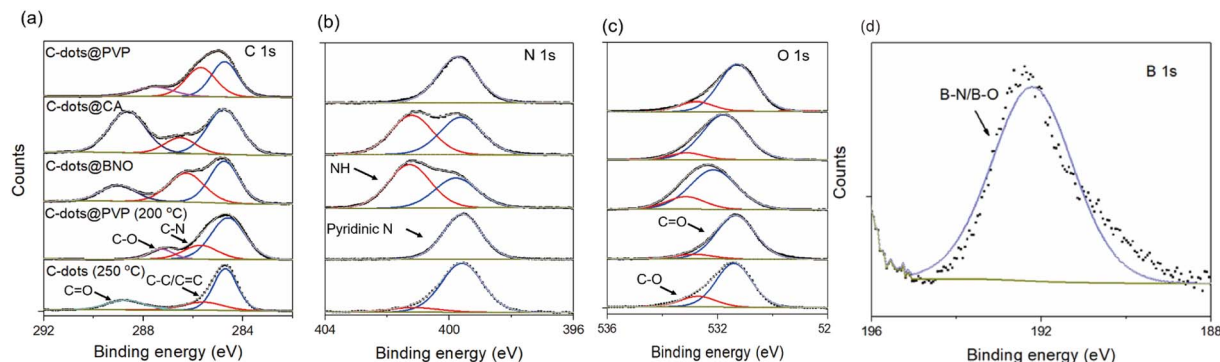 (a)
C 1s
C-dots@PVP
C-dots@CA
C-dots@BNO
C-dots@PVP (200 °C)
C-N
C-O
C-dots (250 °C)
C-C/C=C
C=O
Counts
292 288 284
Binding energy (eV)
(b)
N 1s
NH
Pyridinic N
404 400 396
Binding energy (eV)
(c)
O 1s
C=O
C-O
Counts
536 532 52
Binding energy (eV)
(d)
B 1s
B-N/B-O
Counts
196 192 188
Binding energy (eV)